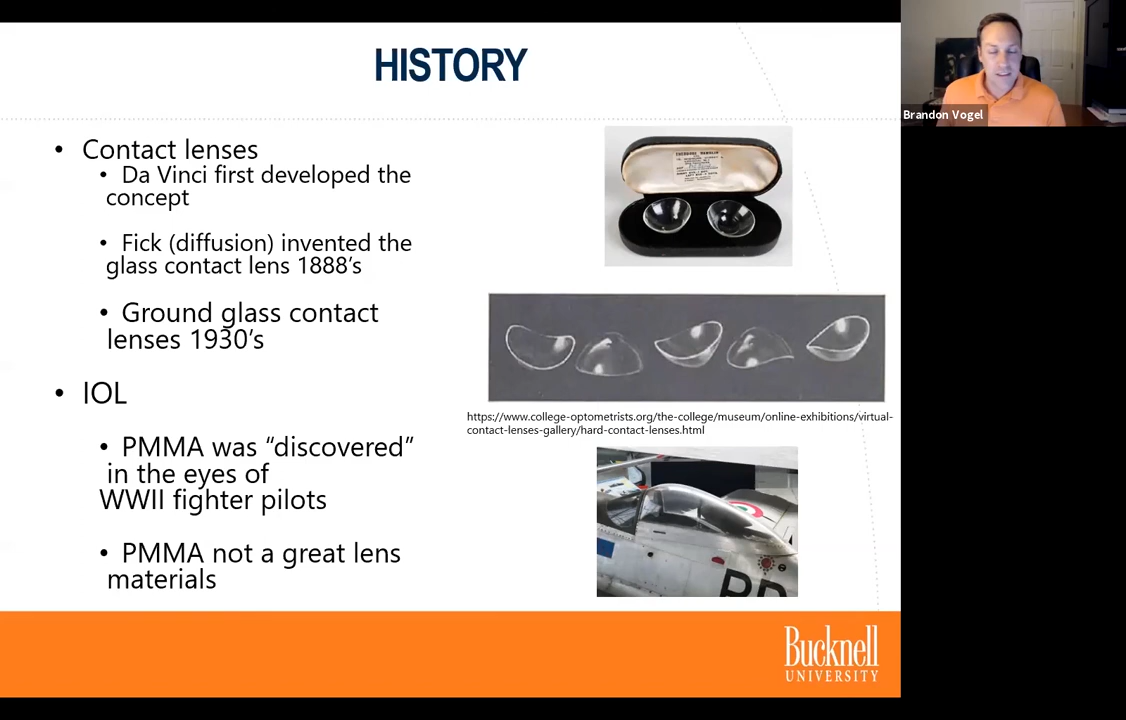 HISTORY
Brandon Vogel
• Contact lenses
• Da Vinci first developed the
concept
• Fick (diffusion) invented the
glass contact lens 1888's
• Ground glass contact
lenses 1930's
• IOL
• PMMA was “discovered”
in the eyes of
WWII fighter pilots
• PMMA not a great lens
materials
https://www.college-optometrists.org/the-college/museum/online-exhibitions/virtual-
contact-lenses-gallery/hard-contact-lenses.html
Bucknell
UNIVERSITY